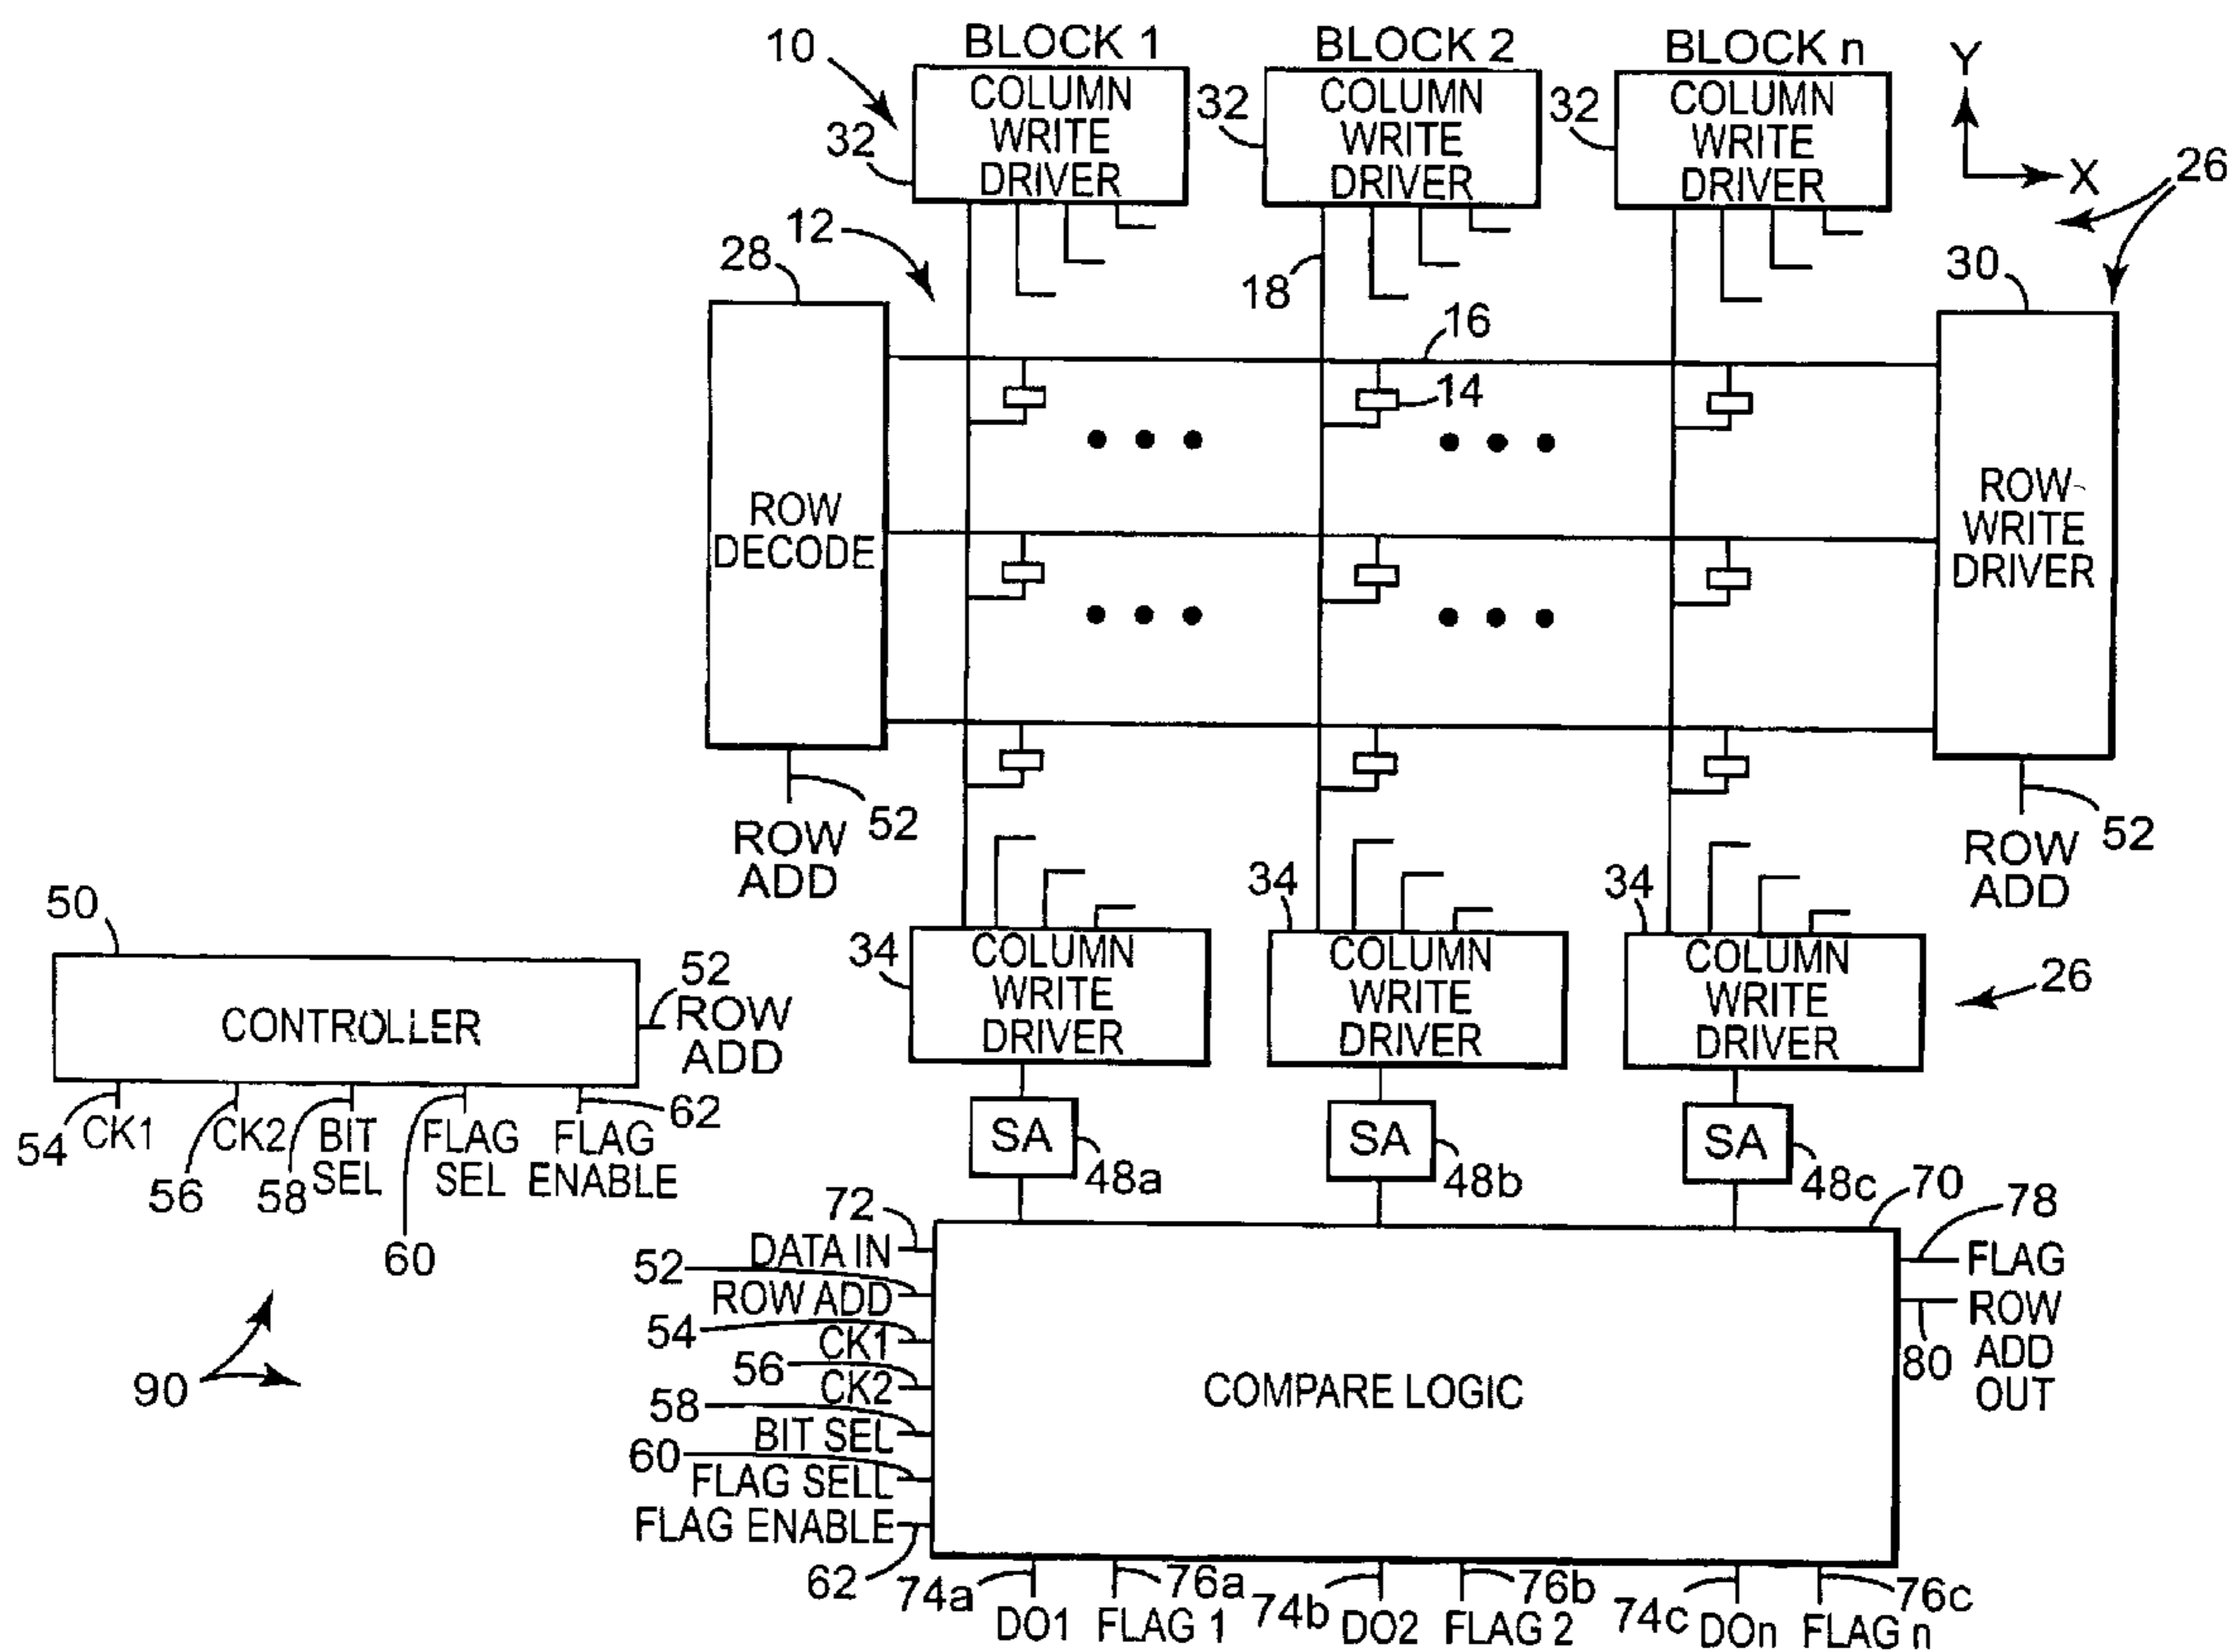 10
BLOCK 1
BLOCK 2
BLOCK n
Y
X
26
32
COLUMN
WRITE
DRIVER
32
COLUMN
WRITE
DRIVER
32
COLUMN
WRITE
DRIVER
12
28
18
30
16
14
ROW
DECODE
ROW
WRITE
DRIVER
52
ROW
ADD
52
ROW
ADD
50
CONTROLLER
52
ROW
ADD
54
CK1
56
CK2
58
BIT
SEL
60
FLAG
SEL
62
FLAG
ENABLE
34
COLUMN
WRITE
DRIVER
34
COLUMN
WRITE
DRIVER
34
COLUMN
WRITE
DRIVER
26
SA
48a
SA
48b
SA
48c
70
72
DATA IN
52
ROW ADD
54
CK1
56
CK2
58
BIT SEL
60
FLAG SELL
FLAG ENABLE
62
COMPARE LOGIC
78
FLAG
80
ROW
ADD
OUT
90
74a
DO1
76a
FLAG 1
74b
DO2
76b
FLAG 2
74c
DOn
76c
FLAG n